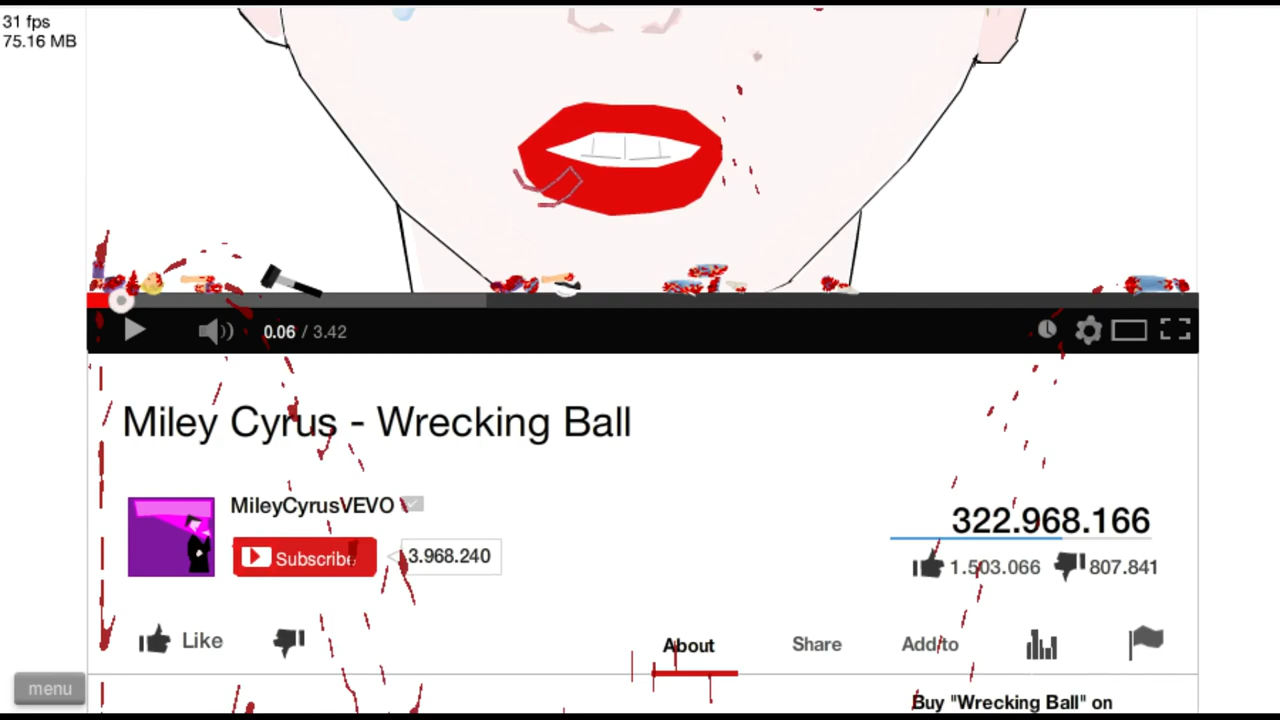 31 fps
75.16 MB
0.06 / 3.42
Miley Cyrus - Wrecking Ball
MileyCyrusVEVO
Subscribe
3.968.240
322.968.166
1.503.066
807.841
Like
About
Share
Add to
menu
Buy "Wrecking Ball" on